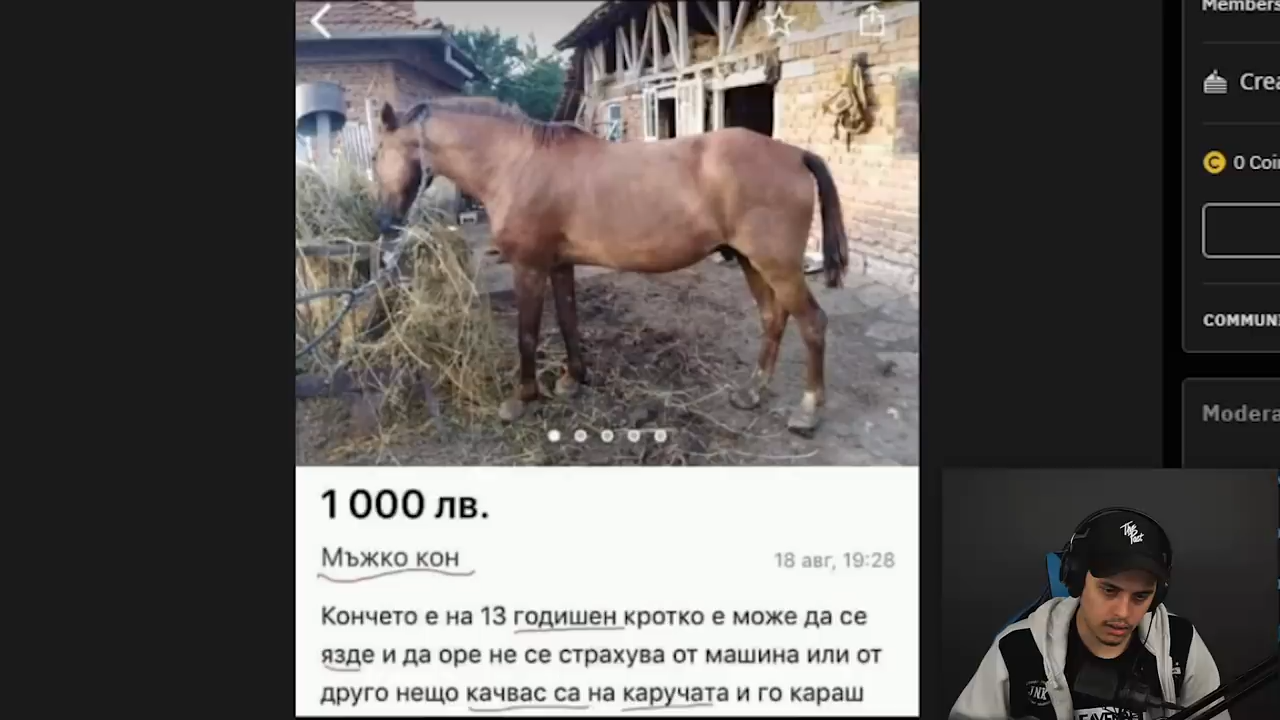 Members
Crea
0 Coi
COMMUN
Modera
1 000 лв.
Мъжко кон
18 авг, 19:28
Кончето е на 13 годишен кротко е може да се
язде и да оре не се страхува от машина или от
друго нещо качвас са на каручата и го караш